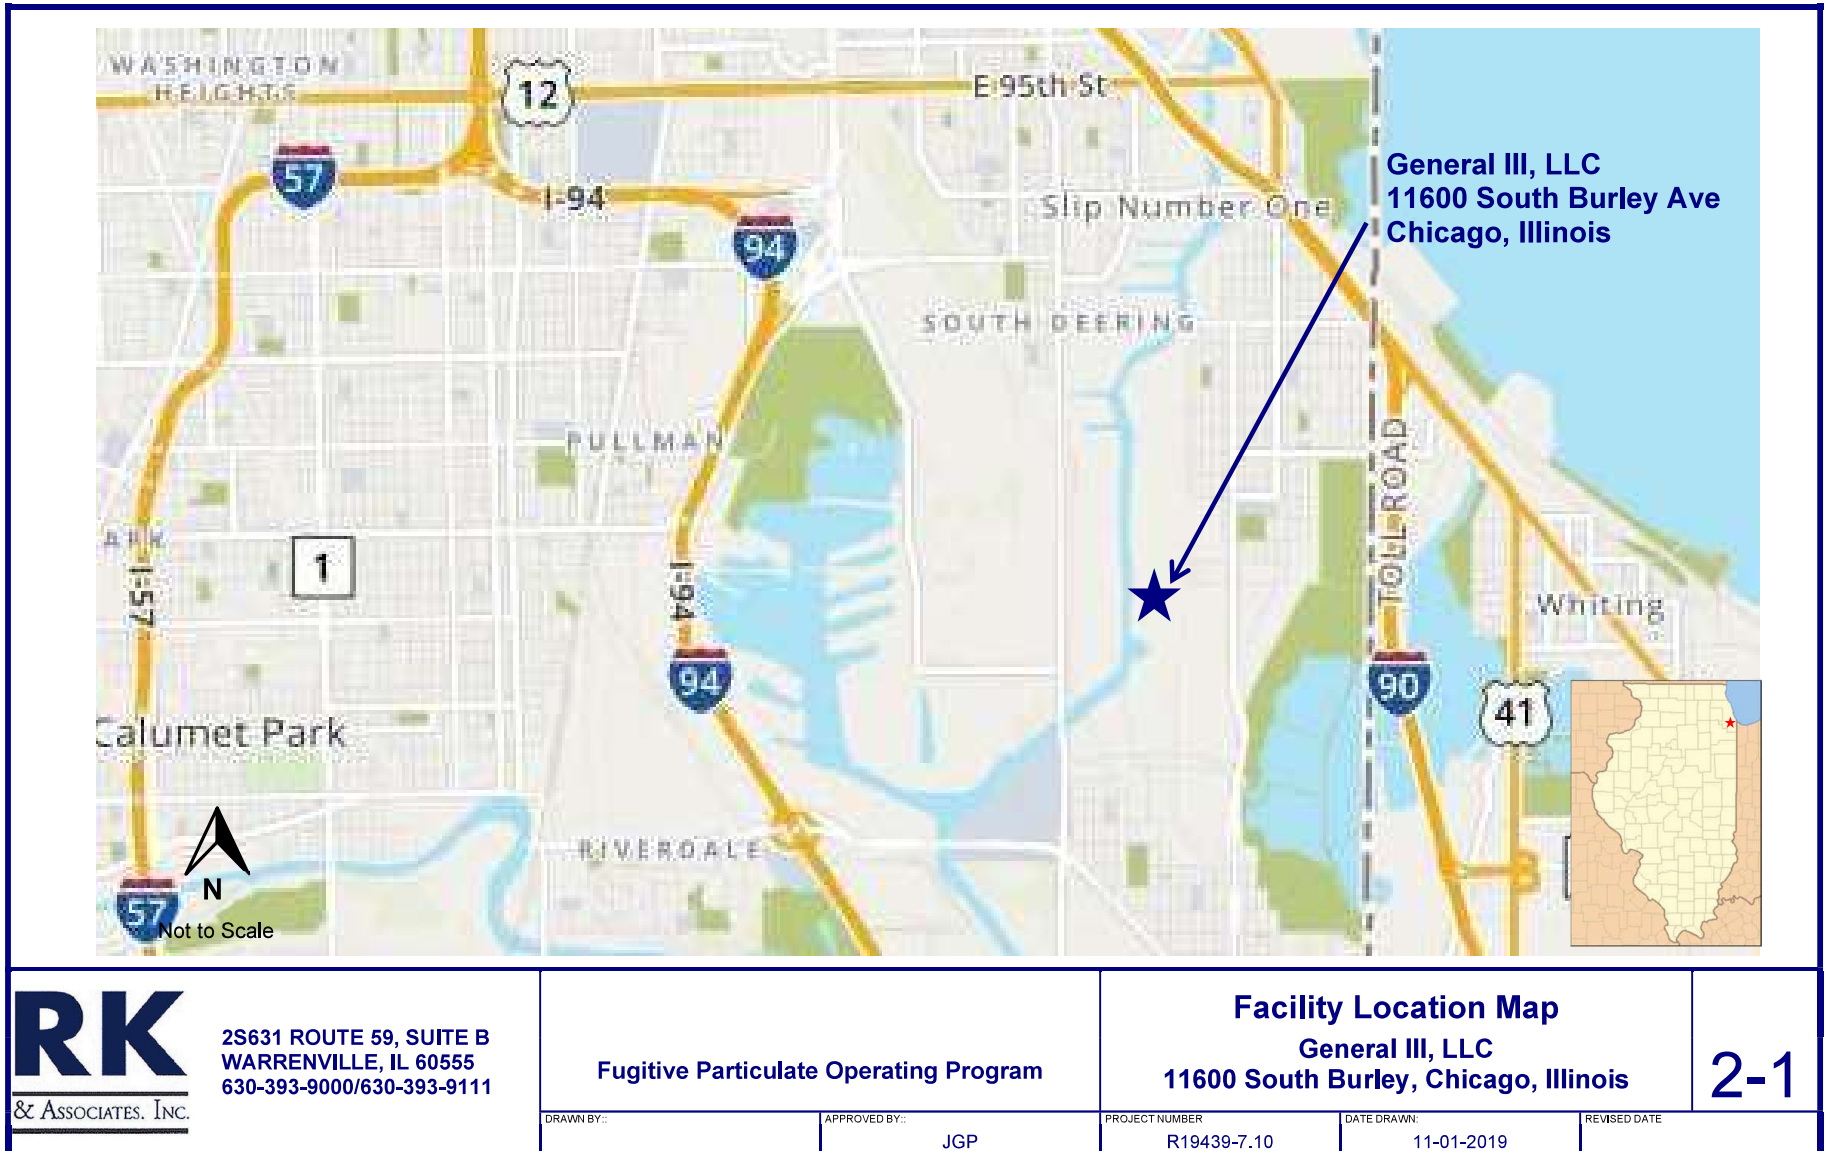 WASHINGTON
HEIGHTS
12
E 95th St
57
I-94
94
Slip Number One
General III, LLC
11600 South Burley Ave
Chicago, Illinois
SOUTH DEERING
PULLMAN
TOLL ROAD
ARK
1
I-57
I-94
Whiting
94
90
41
Calumet Park
RIVERDALE
N
57
Not to Scale
RK
& ASSOCIATES, INC.
2S631 ROUTE 59, SUITE B
WARRENVILLE, IL 60555
630-393-9000/630-393-9111
Fugitive Particulate Operating Program
Facility Location Map
General III, LLC
11600 South Burley, Chicago, Illinois
2-1
DRAWN BY::
APPROVED BY::
JGP
PROJECT NUMBER
R19439-7.10
DATE DRAWN:
11-01-2019
REVISED DATE